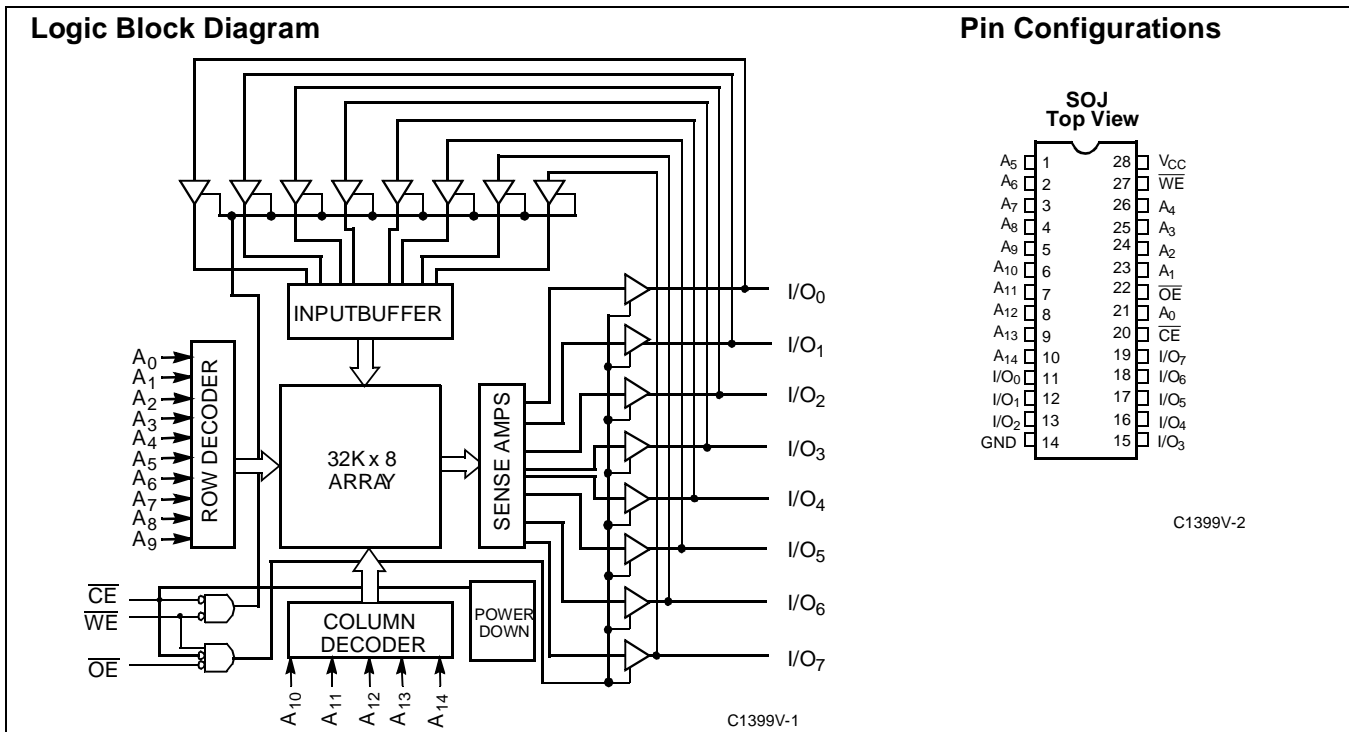 Logic Block Diagram
INPUTBUFFER
A0
A1
A2
A3
A4
A5
A6
A7
A8
A9
ROW DECODER
32K x 8
ARRAY
SENSE AMPS
I/O0
I/O1
I/O2
I/O3
I/O4
I/O5
I/O6
I/O7
CE
WE
OE
COLUMN
DECODER
POWER
DOWN
A10
A11
A12
A13
A14
C1399V-1
Pin Configurations
SOJ
Top View
A5 1 28 VCC
A6 2 27 WE
A7 3 26 A4
A8 4 25 A3
A9 5 24 A2
A10 6 23 A1
A11 7 22 OE
A12 8 21 A0
A13 9 20 CE
A14 10 19 I/O7
I/O0 11 18 I/O6
I/O1 12 17 I/O5
I/O2 13 16 I/O4
GND 14 15 I/O3
C1399V-2